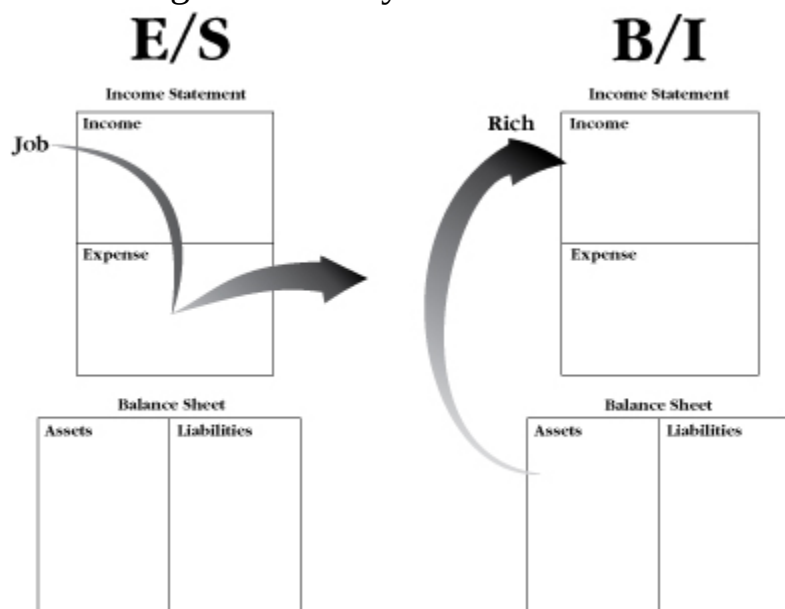 E/S
Income Statement
Income
Job
Expense
Balance Sheet
Assets
Liabilities
B/I
Income Statement
Rich
Income
Expense
Balance Sheet
Assets
Liabilities